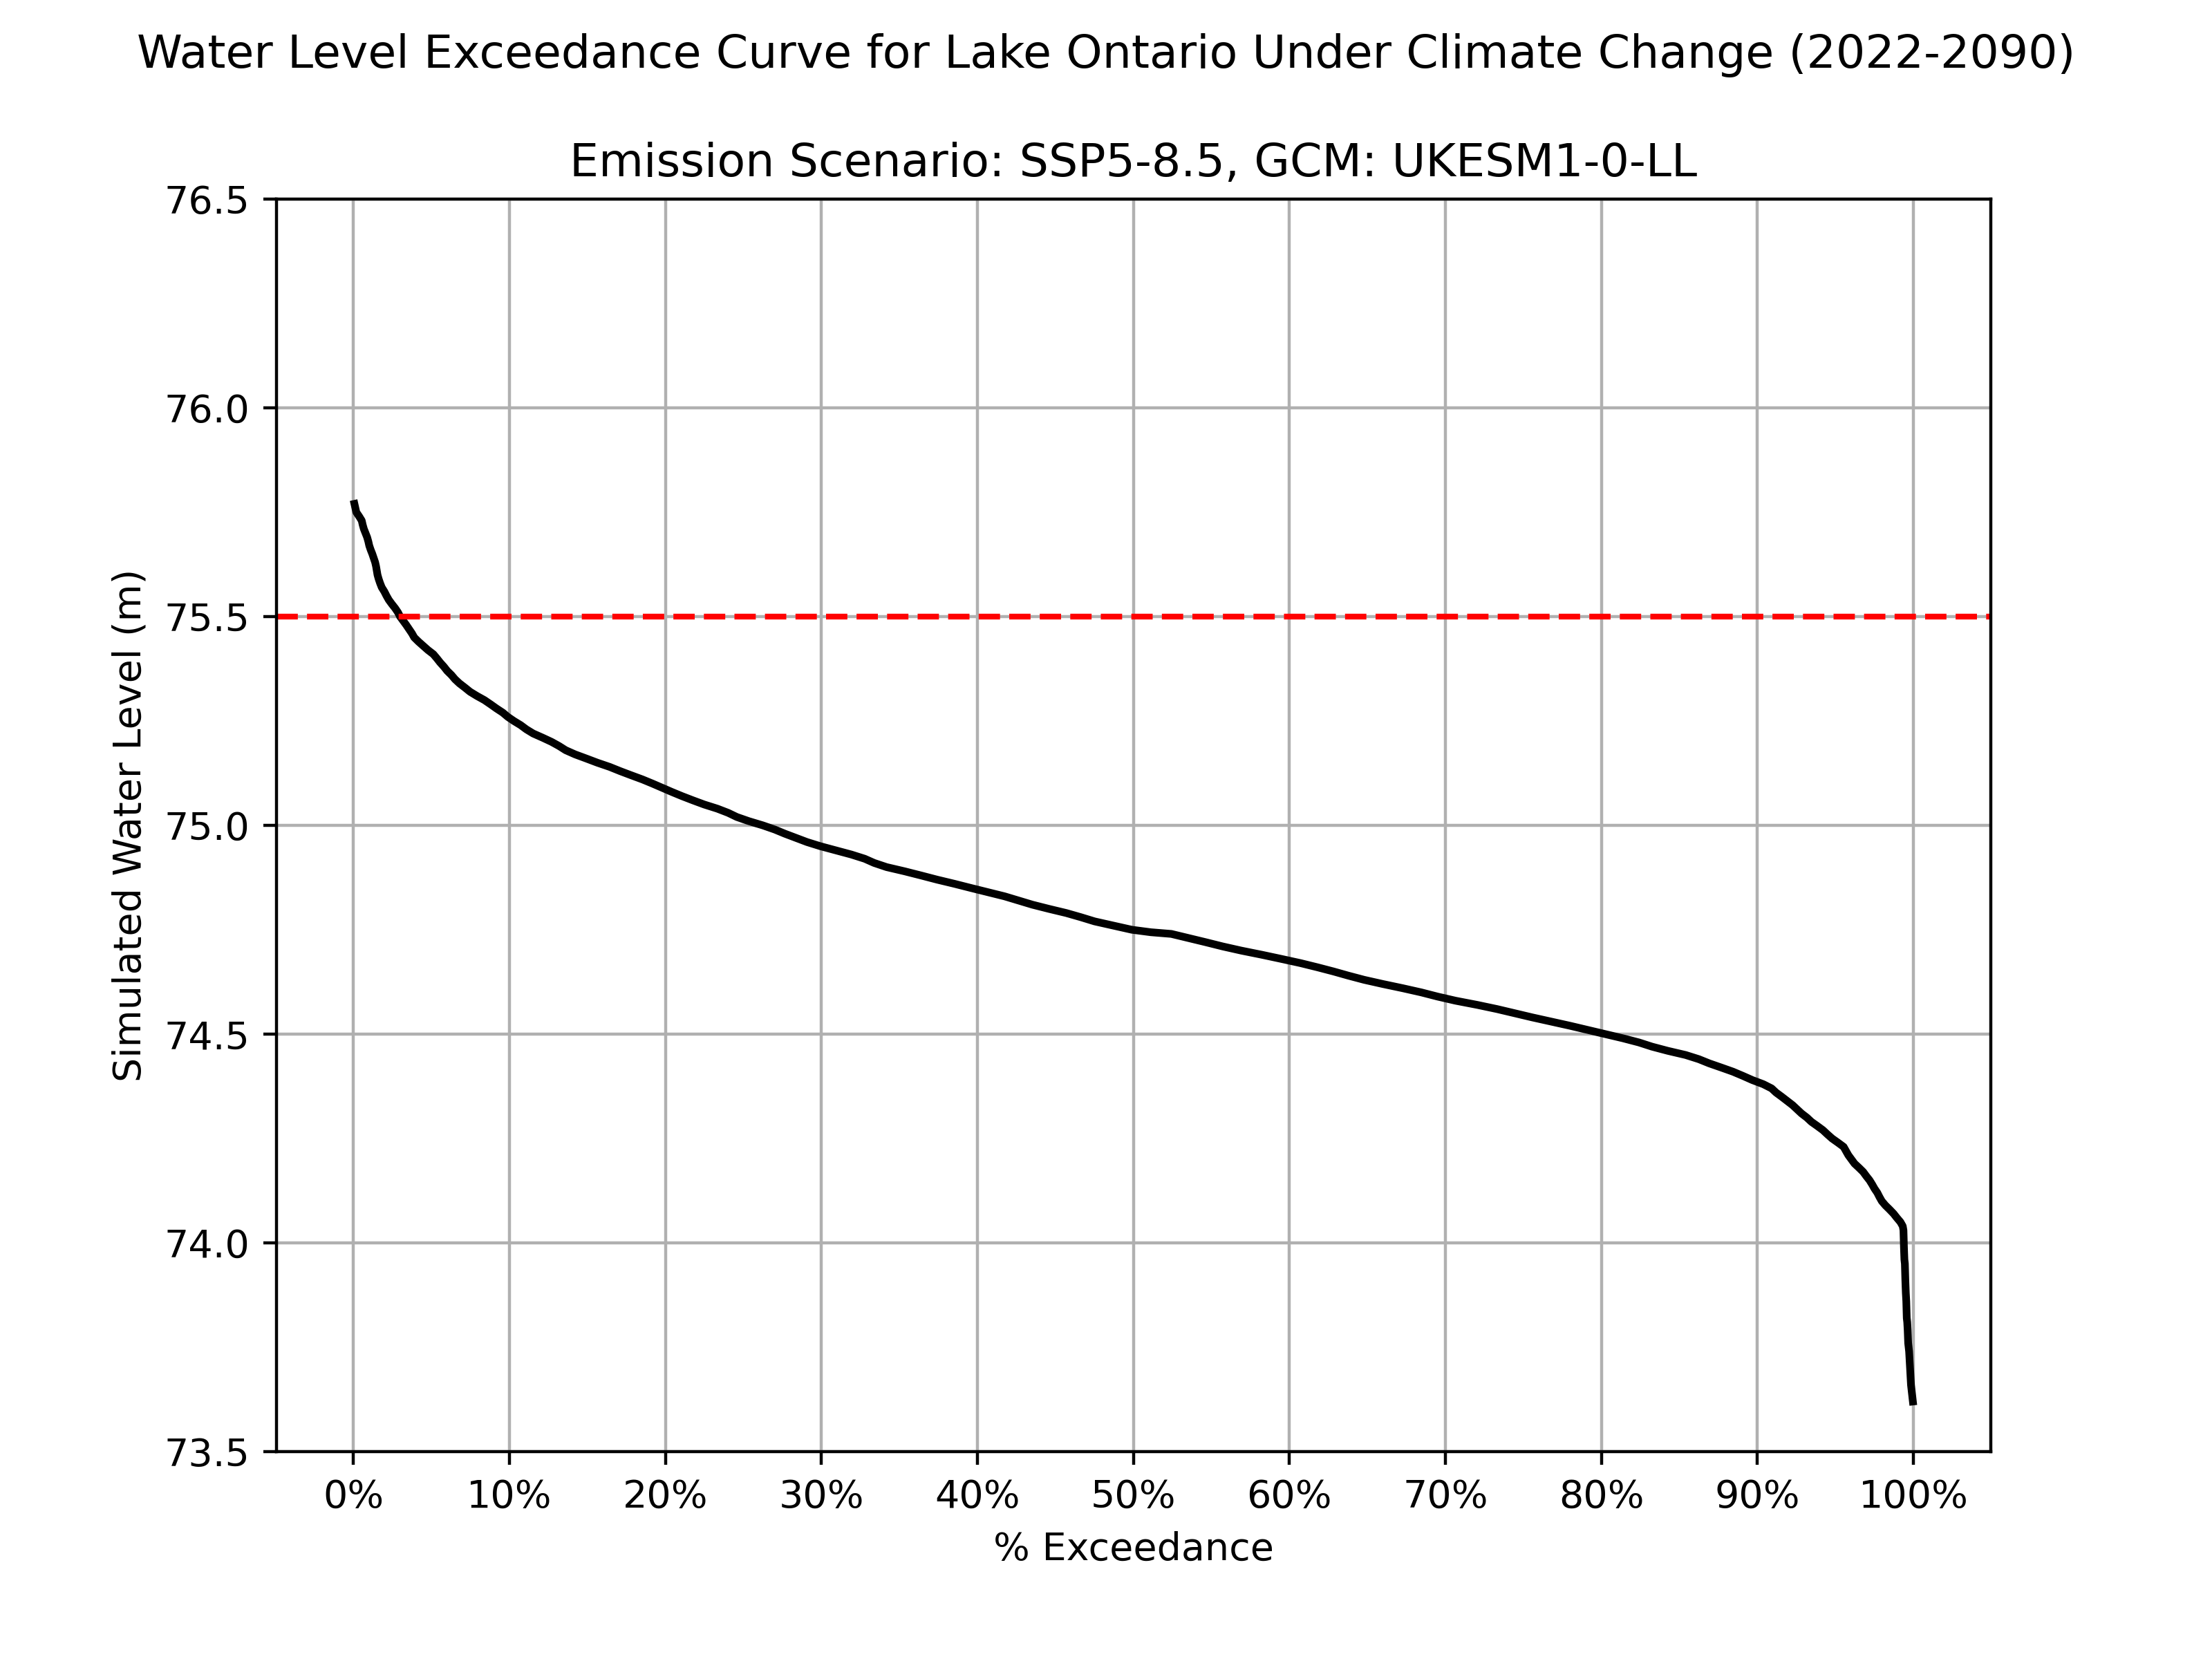 Water Level Exceedance Curve for Lake Ontario Under Climate Change (2022-2090)
Emission Scenario: SSP5-8.5, GCM: UKESM1-0-LL
76.5
76.0
75.5
75.0
74.5
74.0
73.5
Simulated Water Level (m)
0% 10% 20% 30% 40% 50% 60% 70% 80% 90% 100%
% Exceedance